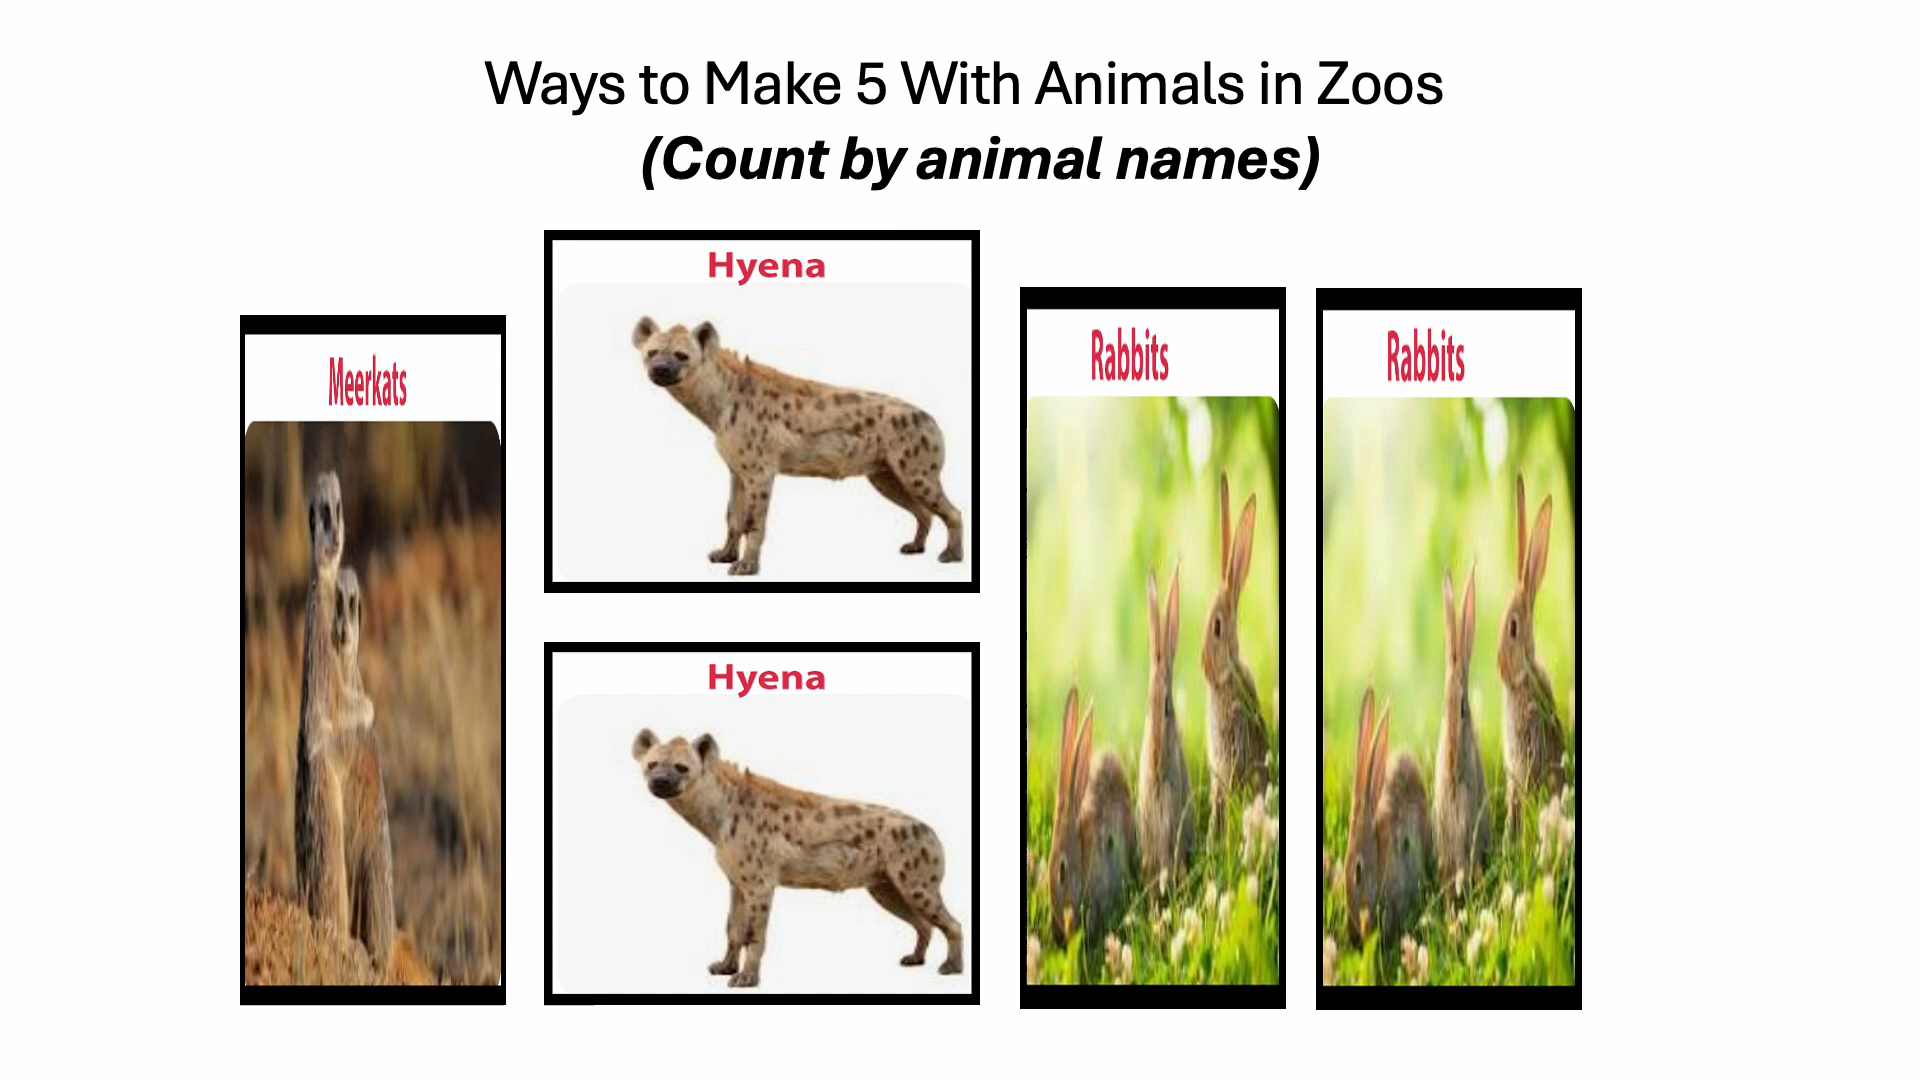 Ways to Make 5 With Animals in Zoos
(Count by animal names)
Meerkats
Hyena
Hyena
Rabbits
Rabbits